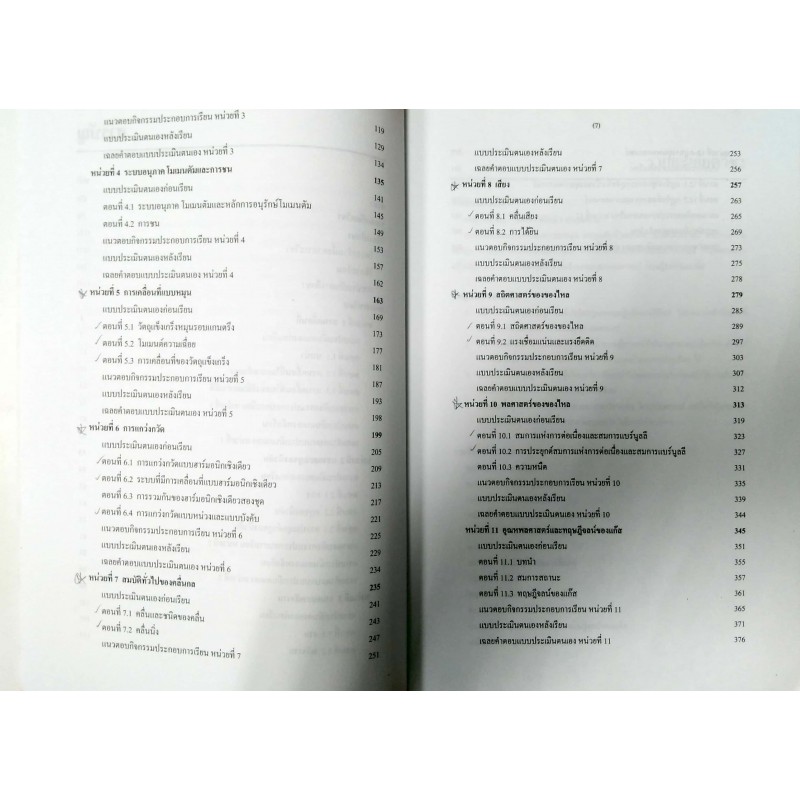 แนวตอบกิจกรรมประกอบการเรียน หน่วยที่ 3 119
แบบประเมินตนเองหลังเรียน 129
เฉลยคำตอบแบบประเมินตนเอง หน่วยที่ 3 134
หน่วยที่ 4 ระบบอนุภาค โมเมนตัมและการชน 135
แบบประเมินตนเองก่อนเรียน 141
ตอนที่ 4.1 ระบบอนุภาค โมเมนตัมและหลักการอนุรักษ์โมเมนตัม 145
ตอนที่ 4.2 การชน 149
แนวตอบกิจกรรมประกอบการเรียน หน่วยที่ 4 153
แบบประเมินตนเองหลังเรียน 157
เฉลยคำตอบแบบประเมินตนเอง หน่วยที่ 4 162
หน่วยที่ 5 การเคลื่อนที่แบบหมุน 163
แบบประเมินตนเองก่อนเรียน 169
ตอนที่ 5.1 วัตถุแข็งเกร็งหมุนรอบแกนตรึง 173
ตอนที่ 5.2 โมเมนต์ความเฉื่อย 177
ตอนที่ 5.3 การเคลื่อนที่ของวัตถุแข็งเกร็ง 181
แนวตอบกิจกรรมประกอบการเรียน หน่วยที่ 5 187
แบบประเมินตนเองหลังเรียน 193
เฉลยคำตอบแบบประเมินตนเอง หน่วยที่ 5 198
หน่วยที่ 6 การแกว่งกวัด 199
แบบประเมินตนเองก่อนเรียน 205
ตอนที่ 6.1 การแกว่งกวัดแบบฮาร์มอนิกเชิงเดียว 209
ตอนที่ 6.2 ระบบที่มีการเคลื่อนที่แบบฮาร์มอนิกเชิงเดียว 213
ตอนที่ 6.3 การรวมกันของฮาร์มอนิกเชิงเดียวสองชุด 217
ตอนที่ 6.4 การแกว่งกวัดแบบหน่วงและแบบบังคับ 221
แนวตอบกิจกรรมประกอบการเรียน หน่วยที่ 6 224
แบบประเมินตนเองหลังเรียน 229
เฉลยคำตอบแบบประเมินตนเอง หน่วยที่ 6 234
หน่วยที่ 7 สมบัติทั่วไปของคลื่นกล 235
แบบประเมินตนเองก่อนเรียน 241
ตอนที่ 7.1 คลื่นและชนิดของคลื่น 243
ตอนที่ 7.2 คลื่นนิ่ง 247
แนวตอบกิจกรรมประกอบการเรียน หน่วยที่ 7 251
(7)
แบบประเมินตนเองหลังเรียน 253
เฉลยคำตอบแบบประเมินตนเอง หน่วยที่ 7 256
หน่วยที่ 8 เสียง 257
แบบประเมินตนเองก่อนเรียน 263
ตอนที่ 8.1 คลื่นเสียง 265
ตอนที่ 8.2 การได้ยิน 269
แนวตอบกิจกรรมประกอบการเรียน หน่วยที่ 8 273
แบบประเมินตนเองหลังเรียน 275
เฉลยคำตอบแบบประเมินตนเอง หน่วยที่ 8 278
หน่วยที่ 9 สถิตศาสตร์ของของไหล 279
แบบประเมินตนเองก่อนเรียน 285
ตอนที่ 9.1 สถิตศาสตร์ของของไหล 289
ตอนที่ 9.2 แรงเชื่อมแน่นและแรงยึดติด 297
แนวตอบกิจกรรมประกอบการเรียน หน่วยที่ 9 303
แบบประเมินตนเองหลังเรียน 307
เฉลยคำตอบแบบประเมินตนเอง หน่วยที่ 9 312
หน่วยที่ 10 พลศาสตร์ของของไหล 313
แบบประเมินตนเองก่อนเรียน 319
ตอนที่ 10.1 สมการแห่งการต่อเนื่องและสมการแบร์นูลลี 323
ตอนที่ 10.2 การประยุกต์สมการแห่งการต่อเนื่องและสมการแบร์นูลลี 327
ตอนที่ 10.3 ความหนืด 331
แนวตอบกิจกรรมประกอบการเรียน หน่วยที่ 10 335
แบบประเมินตนเองหลังเรียน 339
เฉลยคำตอบแบบประเมินตนเอง หน่วยที่ 10 344
หน่วยที่ 11 อุณหพลศาสตร์และทฤษฎีจลน์ของแก๊ส 345
แบบประเมินตนเองก่อนเรียน 351
ตอนที่ 11.1 บทนำ 355
ตอนที่ 11.2 สมการสถานะ 357
ตอนที่ 11.3 ทฤษฎีจลน์ของแก๊ส 361
แนวตอบกิจกรรมประกอบการเรียน หน่วยที่ 11 365
แบบประเมินตนเองหลังเรียน 371
เฉลยคำตอบแบบประเมินตนเอง หน่วยที่ 11 376